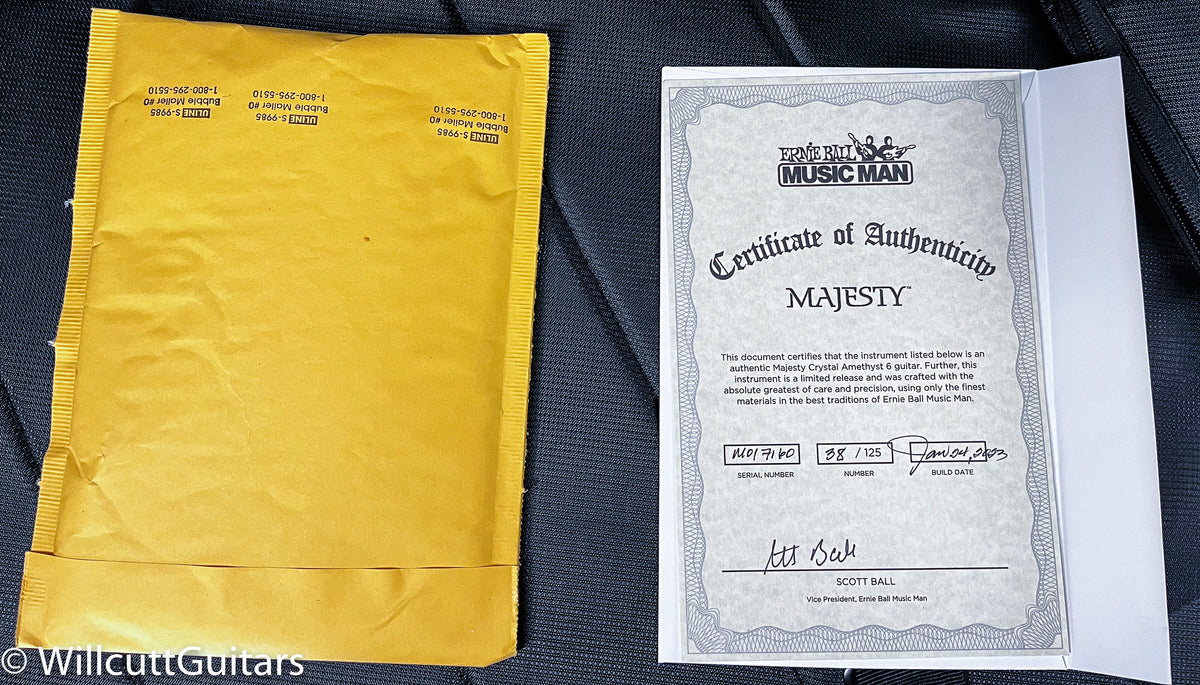 ULINE S-9985
Bubble Mailer #0
1-800-295-5510
ULINE S-9985
Bubble Mailer #0
1-800-295-5510
ULINE S-9985
Bubble Mailer #0
1-800-295-5510
ERNIE BALL
MUSIC MAN
Certificate of Authenticity
MAJESTY™
This document certifies that the instrument listed below is an
authentic Majesty Crystal Amethyst 6 guitar. Further, this
instrument is a limited release and was crafted with the
absolute greatest of care and precision, using only the finest
materials in the best traditions of Ernie Ball Music Man.
M017160 38 / 125 Jan 24, 2023
SERIAL NUMBER NUMBER BUILD DATE
SCOTT BALL
Vice President, Ernie Ball Music Man
© WillcuttGuitars